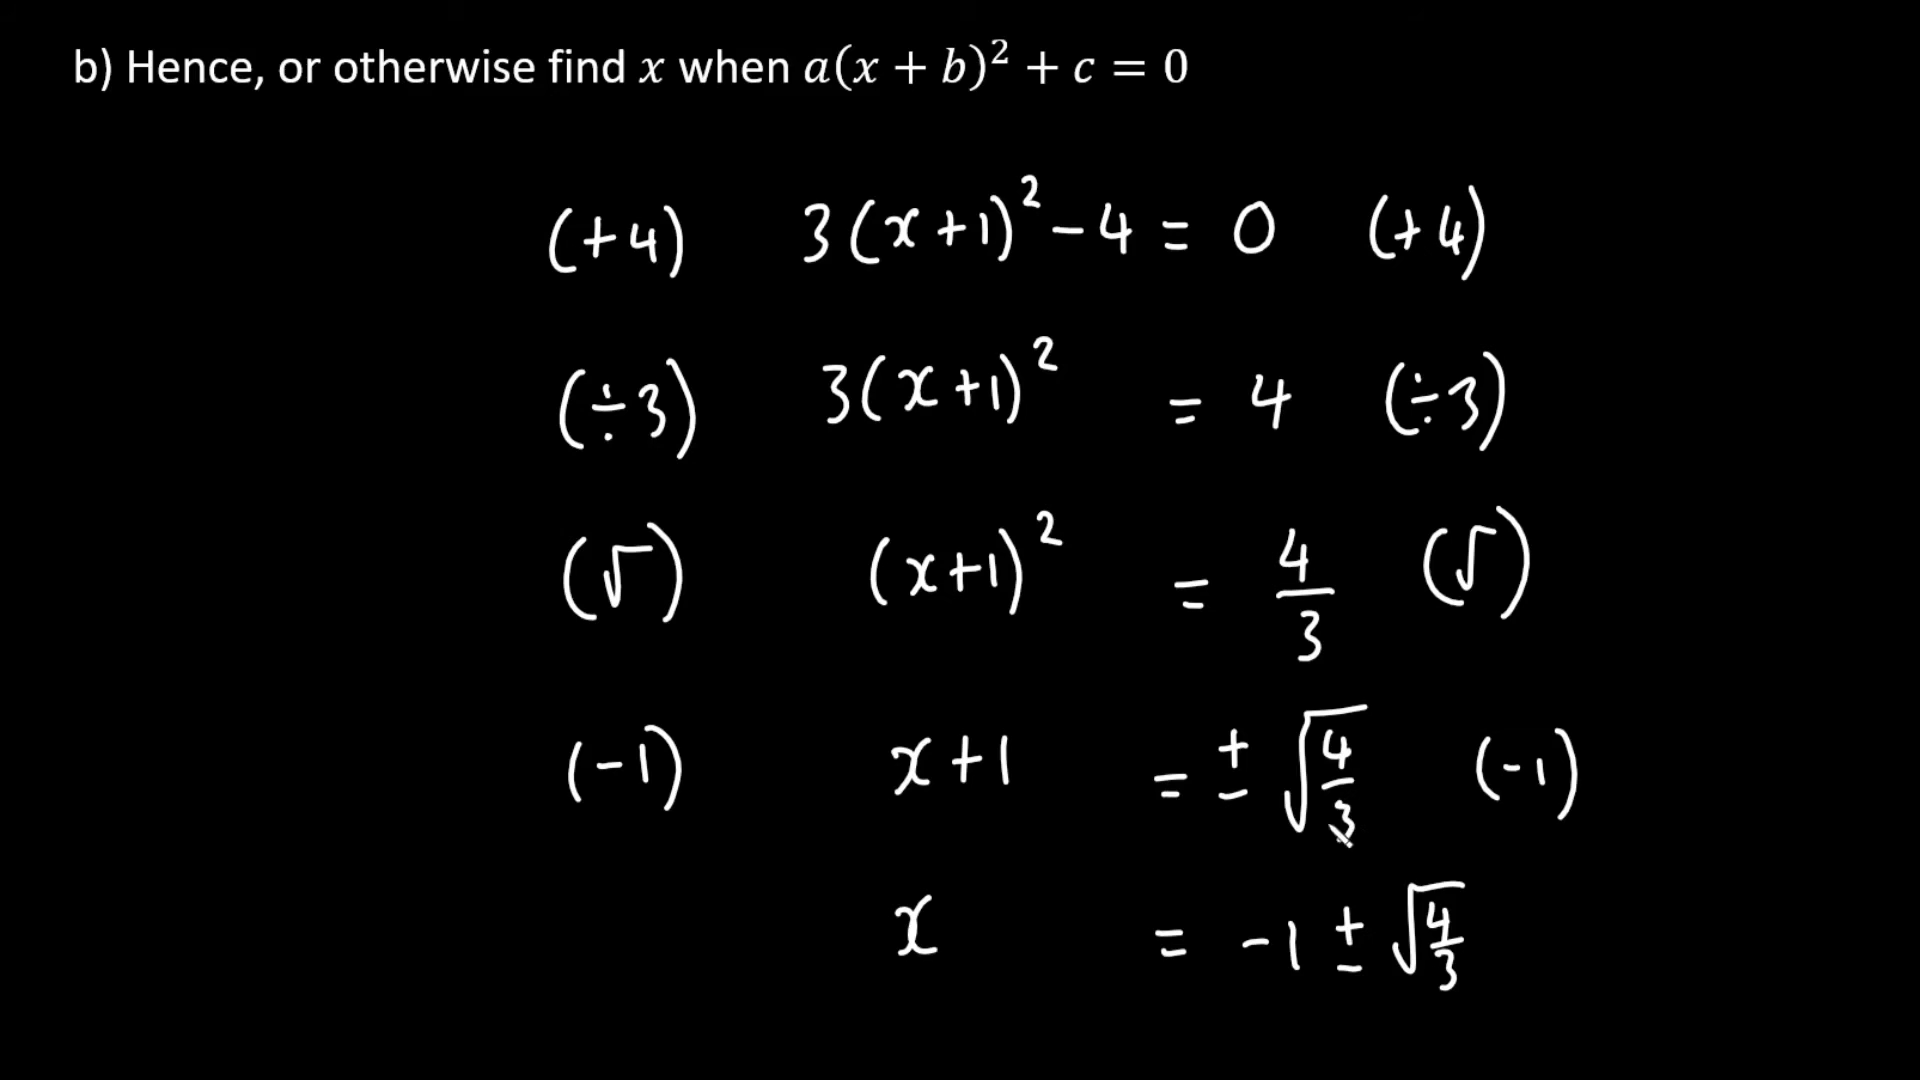 b) Hence, or otherwise find x when a(x + b)² + c = 0
(+4) 3(x+1)² - 4 = 0 (+4)
(÷3) 3(x+1)² = 4 (÷3)
(√) (x+1)² = 4/3 (√)
(-1) x+1 = ± √(4/3) (-1)
x = -1 ± √(4/3)